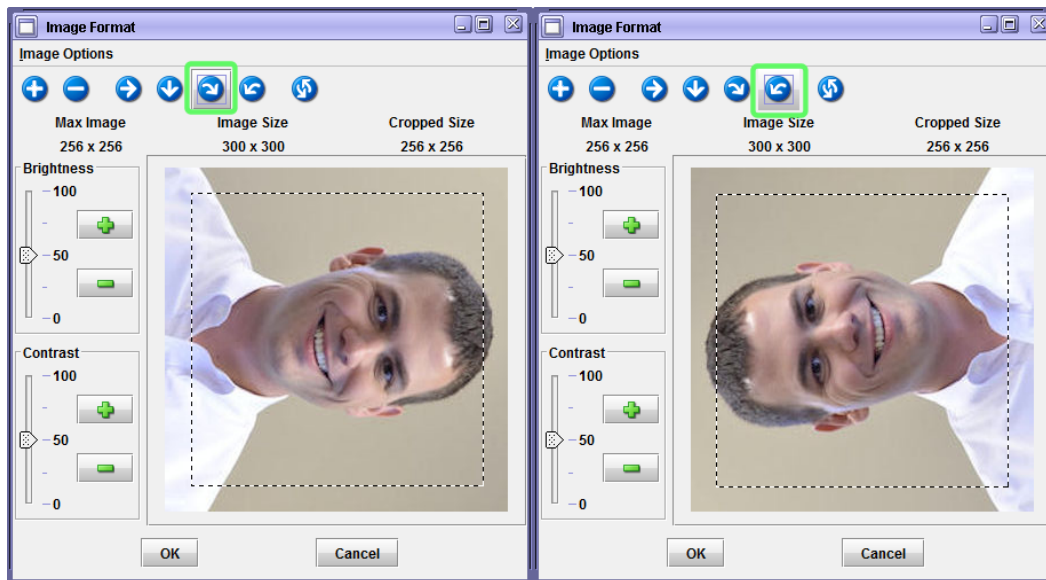 Image Format
Image Options
Max Image Image Size Cropped Size
256 x 256 300 x 300 256 x 256
Brightness
100
50
0
Contrast
100
50
0
OK Cancel
Image Format
Image Options
Max Image Image Size Cropped Size
256 x 256 300 x 300 256 x 256
Brightness
100
50
0
Contrast
100
50
0
OK Cancel